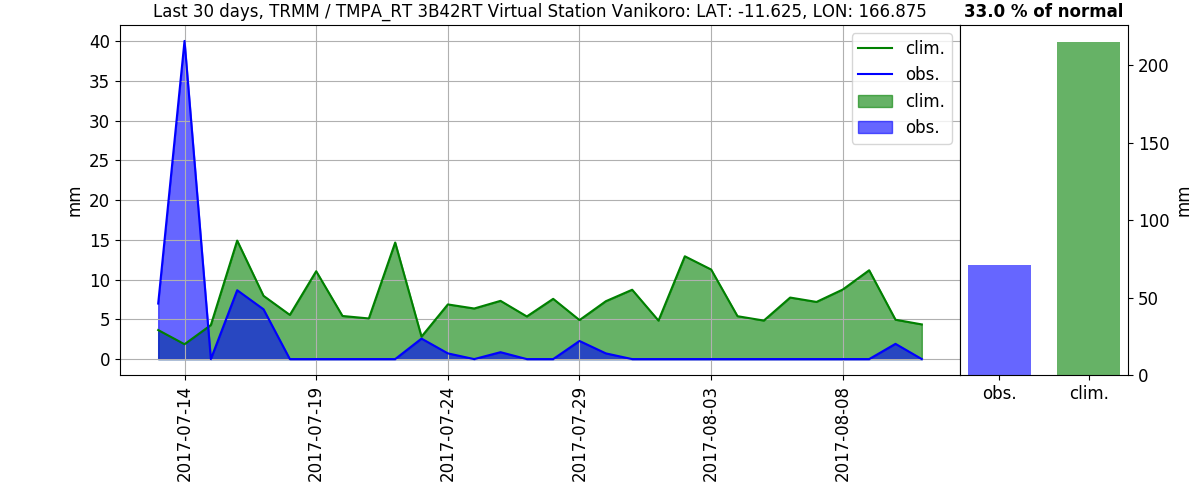 Last 30 days, TRMM / TMPA_RT 3B42RT Virtual Station Vanikoro: LAT: -11.625, LON: 166.875
33.0 % of normal
40
35
30
25
20
15
10
5
0
mm
clim.
obs.
clim.
obs.
2017-07-14
2017-07-19
2017-07-24
2017-07-29
2017-08-03
2017-08-08
200
150
100
50
0
mm
obs.
clim.